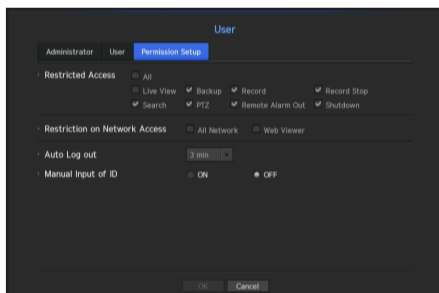 User
Administrator User Permission Setup
Restricted Access All
Live View Backup Record Record Stop
Search PTZ Remote Alarm Out Shutdown
Restriction on Network Access All Network Web Viewer
Auto Log out 3 min
Manual Input of ID ON OFF
OK Cancel